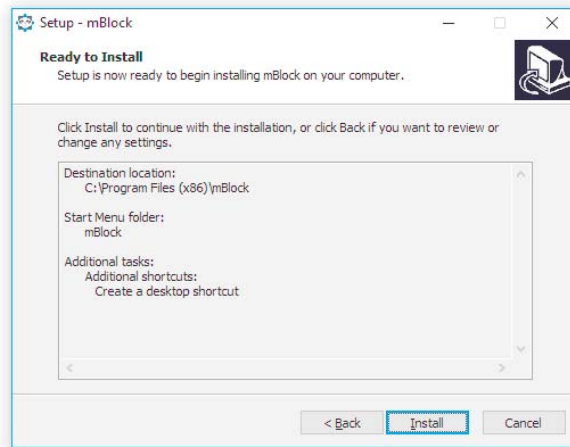 Setup - mBlock
Ready to Install
Setup is now ready to begin installing mBlock on your computer.
Click Install to continue with the installation, or click Back if you want to review or
change any settings.
Destination location:
C:\Program Files (x86)\mBlock
Start Menu folder:
mBlock
Additional tasks:
Additional shortcuts:
Create a desktop shortcut
< Back
Install
Cancel